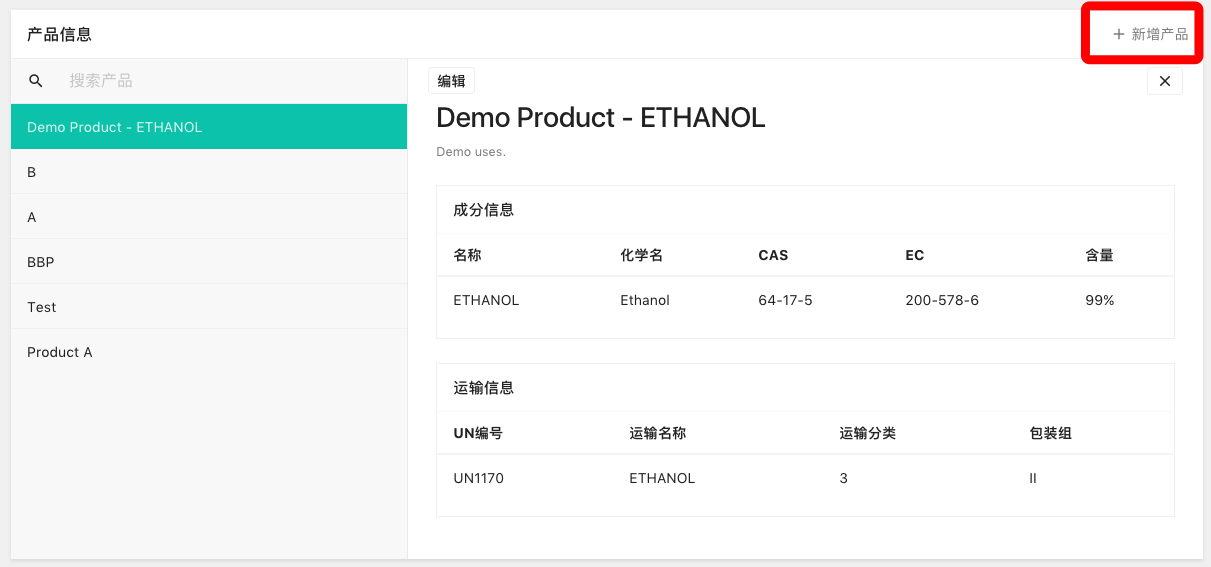 产品信息
+ 新增产品
搜索产品
Demo Product - ETHANOL
B
A
BBP
Test
Product A
编辑
Demo Product - ETHANOL
Demo uses.
成分信息
名称 化学名 CAS EC 含量
ETHANOL Ethanol 64-17-5 200-578-6 99%
运输信息
UN编号 运输名称 运输分类 包装组
UN1170 ETHANOL 3 II